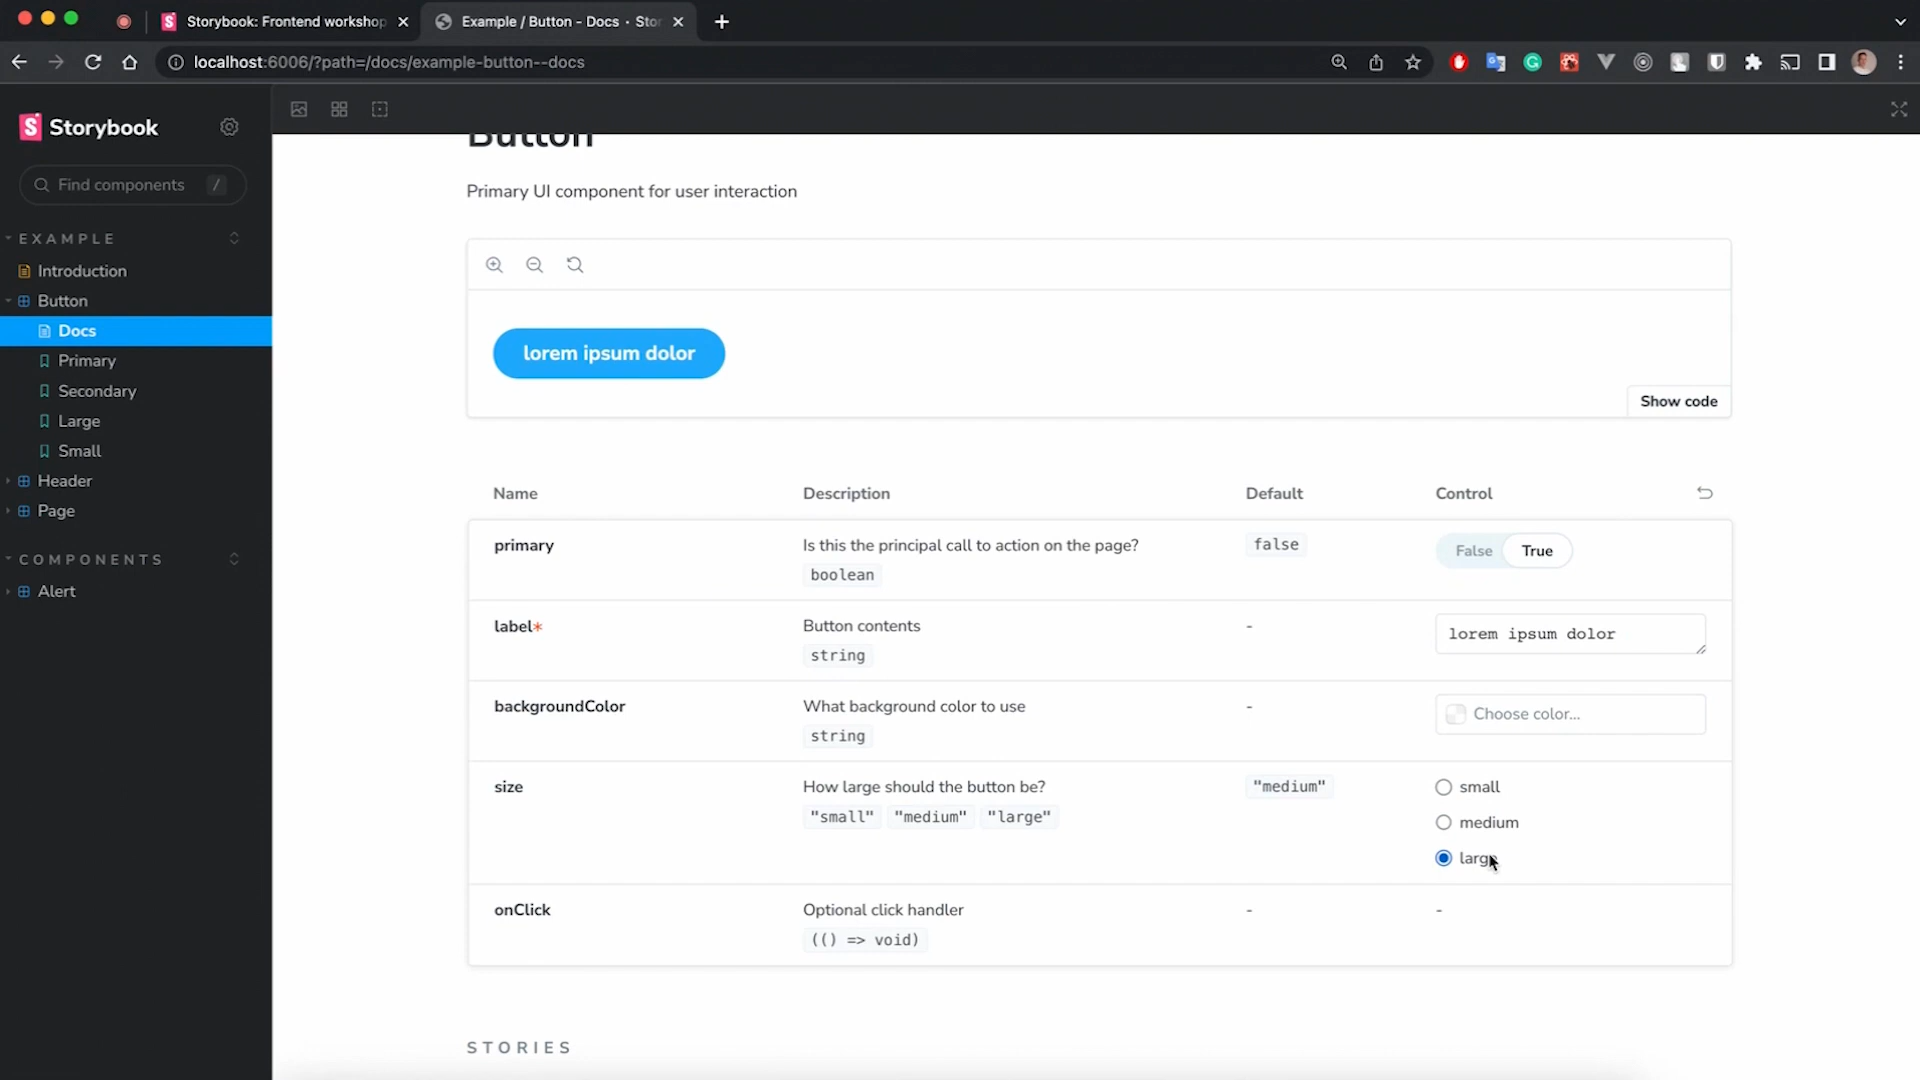 Storybook: Frontend workshop
Example / Button - Docs · Stor
localhost:6006/?path=/docs/example-button--docs
Storybook
Find components /
EXAMPLE
Introduction
Button
Docs
Primary
Secondary
Large
Small
Header
Page
COMPONENTS
Alert
Button
Primary UI component for user interaction
lorem ipsum dolor
Show code
Name Description Default Control
primary Is this the principal call to action on the page? false False True
boolean
label* Button contents - lorem ipsum dolor
string
backgroundColor What background color to use - Choose color...
string
size How large should the button be? "medium" small
"small" "medium" "large" medium
large
onClick Optional click handler - -
(() => void)
STORIES